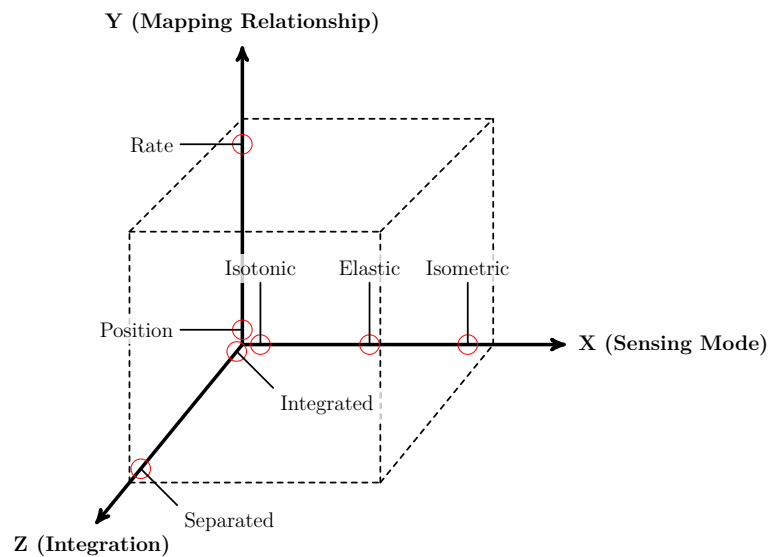 Y (Mapping Relationship)
Rate
Isotonic
Elastic
Isometric
Position
X (Sensing Mode)
Integrated
Separated
Z (Integration)